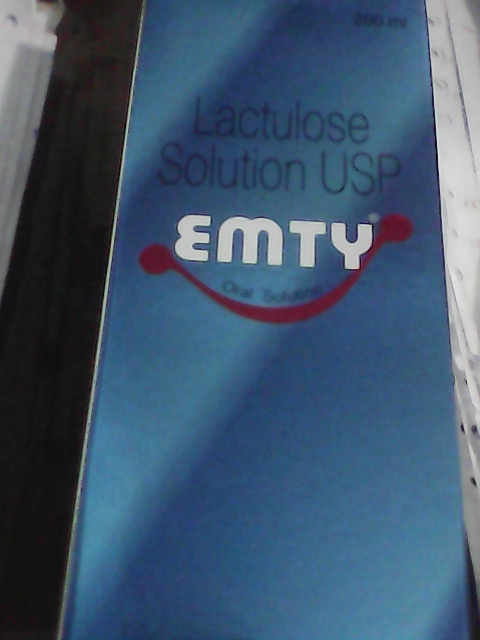 200 ml
Lactulose
Solution USP
EMTY®
Oral Solution